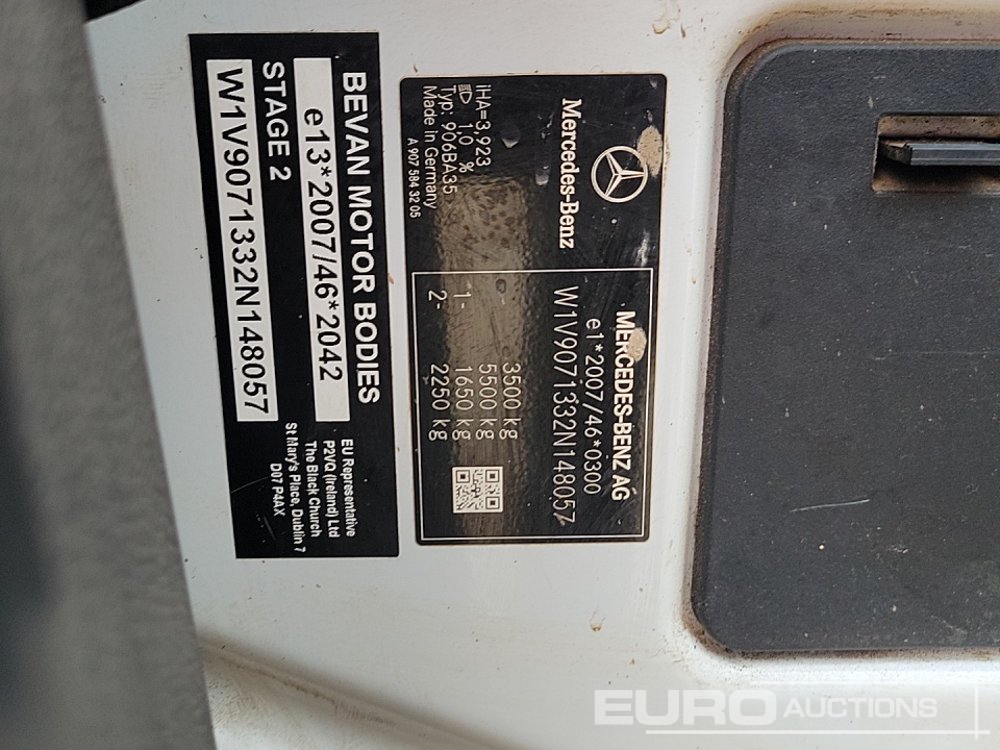 BEVAN MOTOR BODIES
e13*2007/46*2042
STAGE 2
W1V9071332N148057
EU Representative
P2VQ (Ireland) Ltd
The Black Church
St Mary's Place, Dublin 7
D07 P4AX
Mercedes-Benz
iHA=3,923
1,0 %
Typ: 906BA35
Made in Germany
A 907 584 32 05
MERCEDES-BENZ AG
e1*2007/46*0300
W1V9071332N148057
3500 kg
5500 kg
1- 1650 kg
2- 2250 kg
EURO AUCTIONS